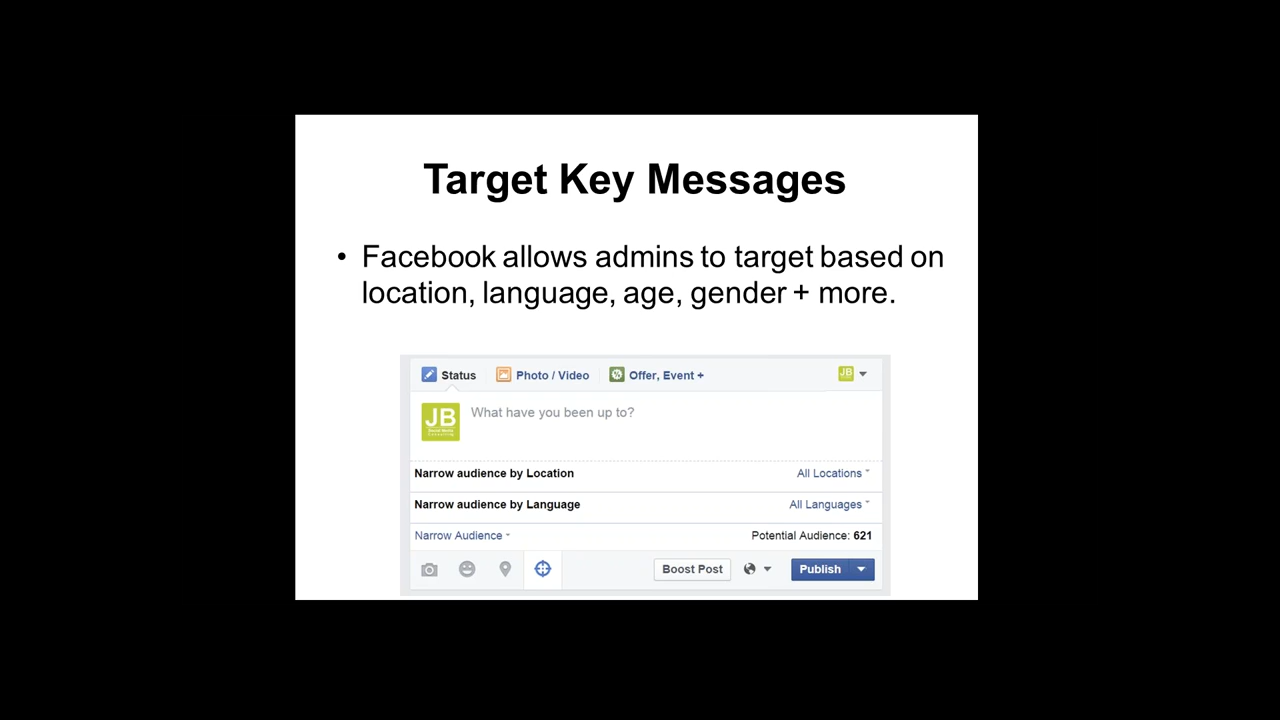 Target Key Messages
• Facebook allows admins to target based on
location, language, age, gender + more.
Status Photo / Video Offer, Event + JB
JB What have you been up to?
Narrow audience by Location All Locations
Narrow audience by Language All Languages
Narrow Audience Potential Audience: 621
Boost Post Publish